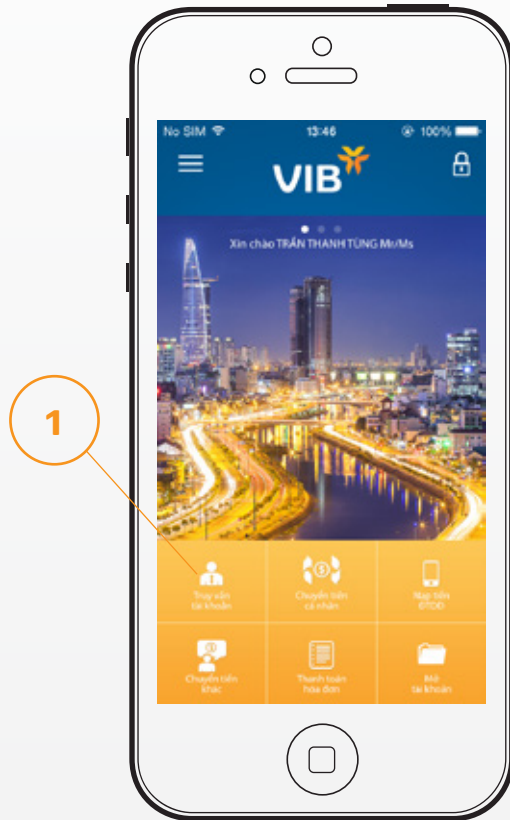 No SIM 13:46 100%
VIB
Xin chào TRẦN THANH TÙNG Mr/Ms
1
Truy vấn
tài khoản
Chuyển tiền
cá nhân
Nạp tiền
ĐTDĐ
Chuyển tiền
khác
Thanh toán
hóa đơn
Mở
tài khoản